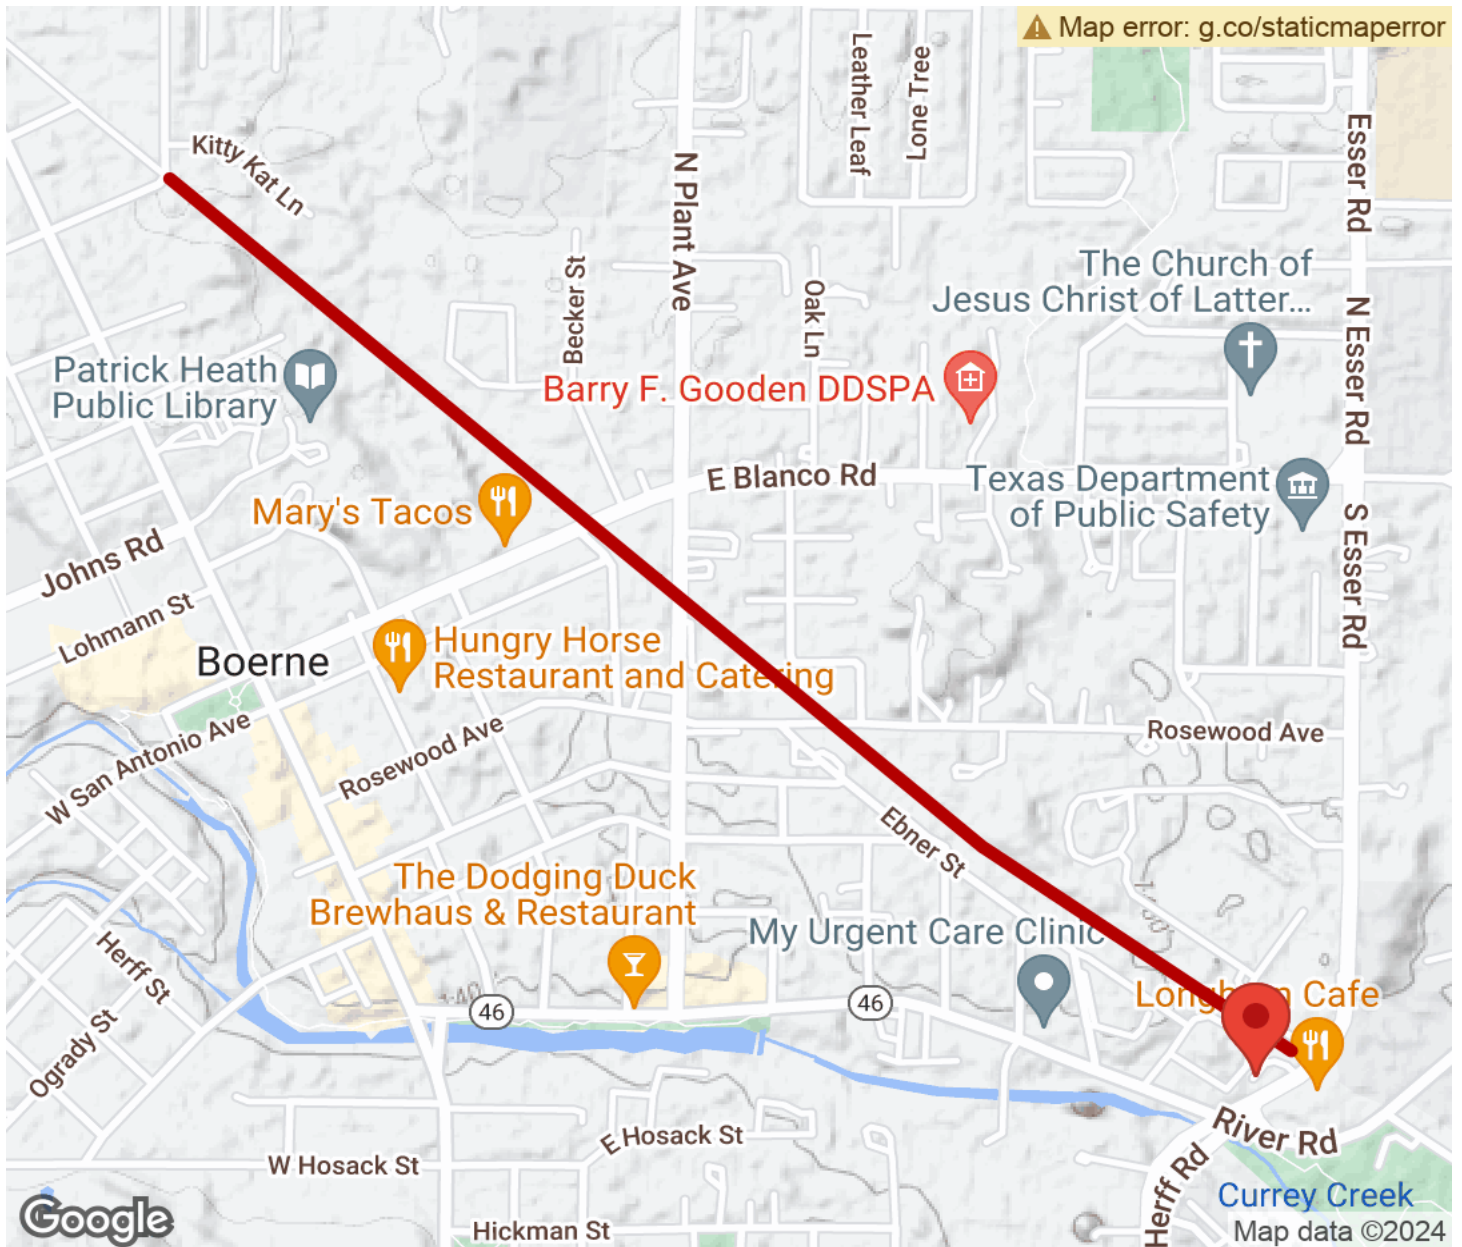 Map error: g.co/staticmaperror
Leather Leaf
Lone Tree
Esser Rd
Kitty Kat Ln
N Plant Ave
Becker St
Oak Ln
The Church of
Jesus Christ of Latter...
N Esser Rd
Patrick Heath
Public Library
Barry F. Gooden DDSPA
E Blanco Rd
Texas Department
of Public Safety
Mary's Tacos
S Esser Rd
Johns Rd
Lohmann St
Boerne
Hungry Horse
Restaurant and Catering
W San Antonio Ave
Rosewood Ave
Rosewood Ave
Ebner St
The Dodging Duck
Brewhaus & Restaurant
My Urgent Care Clinic
Herff St
Ogrady St
46
46
Cafe
River Rd
E Hosack St
W Hosack St
Herff Rd
Currey Creek
Hickman St
Google
Map data ©2024